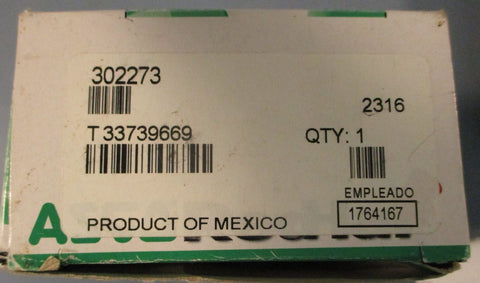 302273
2316
T 33739669
QTY: 1
EMPLEADO
1764167
PRODUCT OF MEXICO